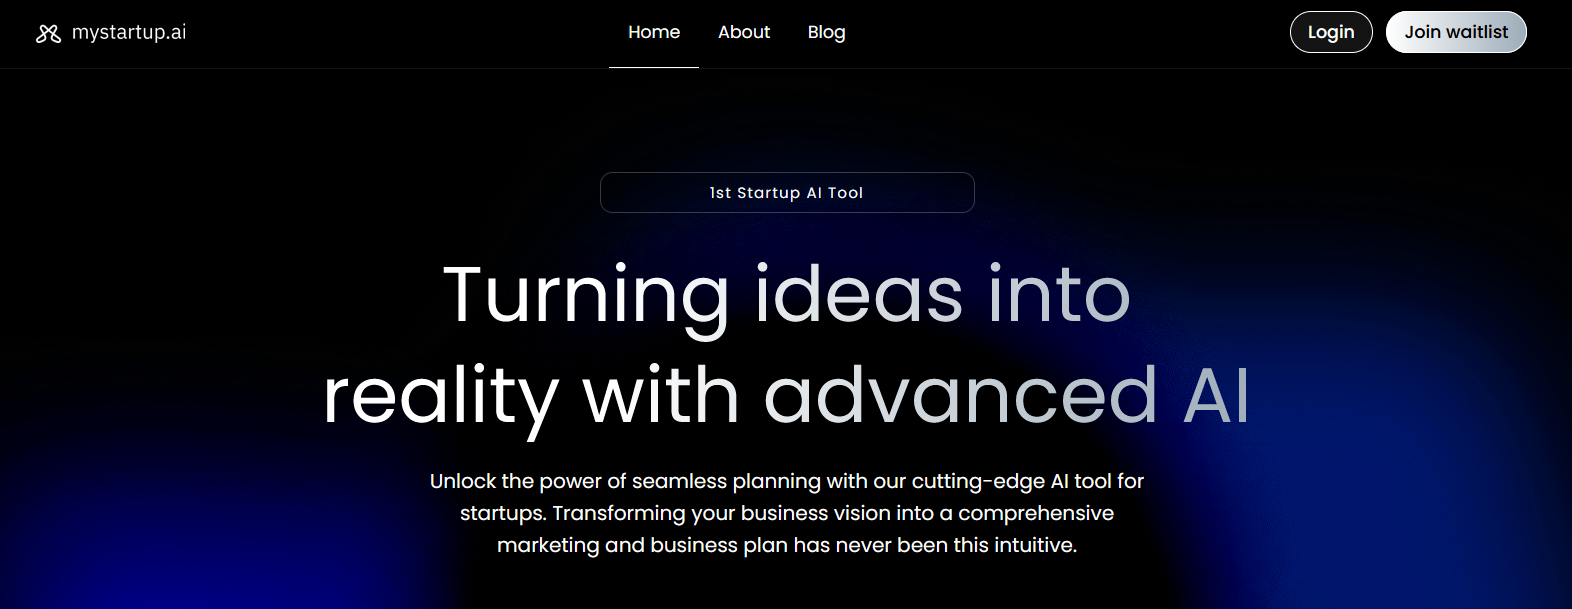 mystartup.ai
Home
About
Blog
Login
Join waitlist
1st Startup AI Tool
Turning ideas into
reality with advanced AI
Unlock the power of seamless planning with our cutting-edge AI tool for
startups. Transforming your business vision into a comprehensive
marketing and business plan has never been this intuitive.